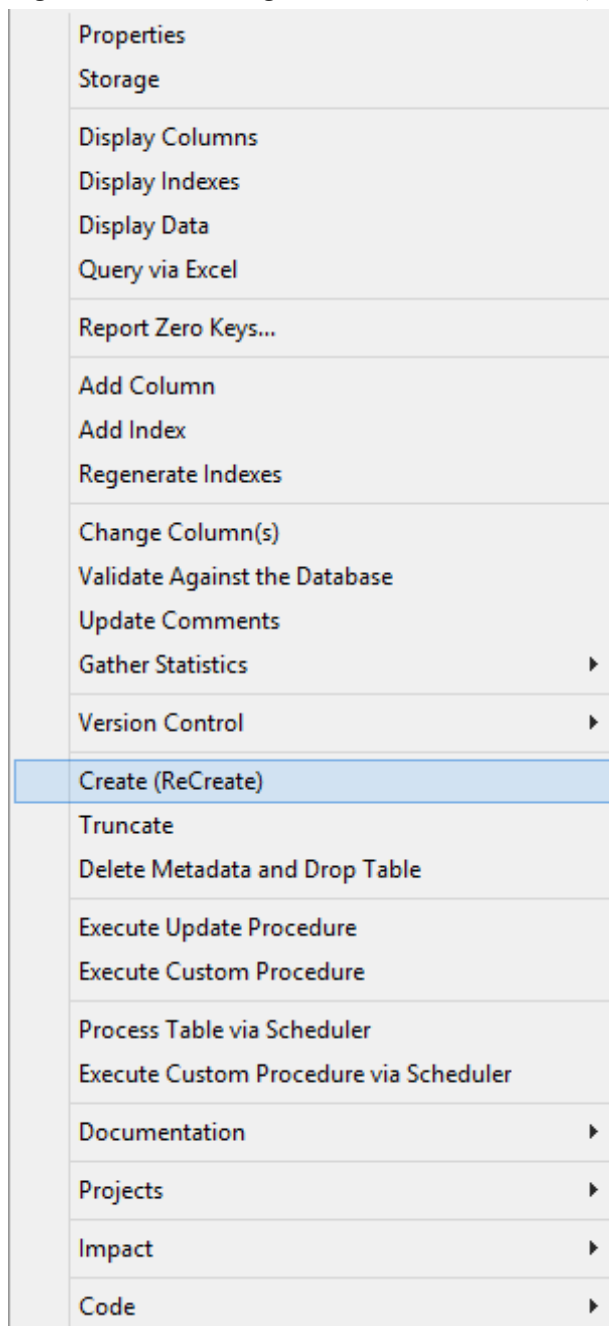 Properties
Storage
Display Columns
Display Indexes
Display Data
Query via Excel
Report Zero Keys...
Add Column
Add Index
Regenerate Indexes
Change Column(s)
Validate Against the Database
Update Comments
Gather Statistics
Version Control
Create (ReCreate)
Truncate
Delete Metadata and Drop Table
Execute Update Procedure
Execute Custom Procedure
Process Table via Scheduler
Execute Custom Procedure via Scheduler
Documentation
Projects
Impact
Code